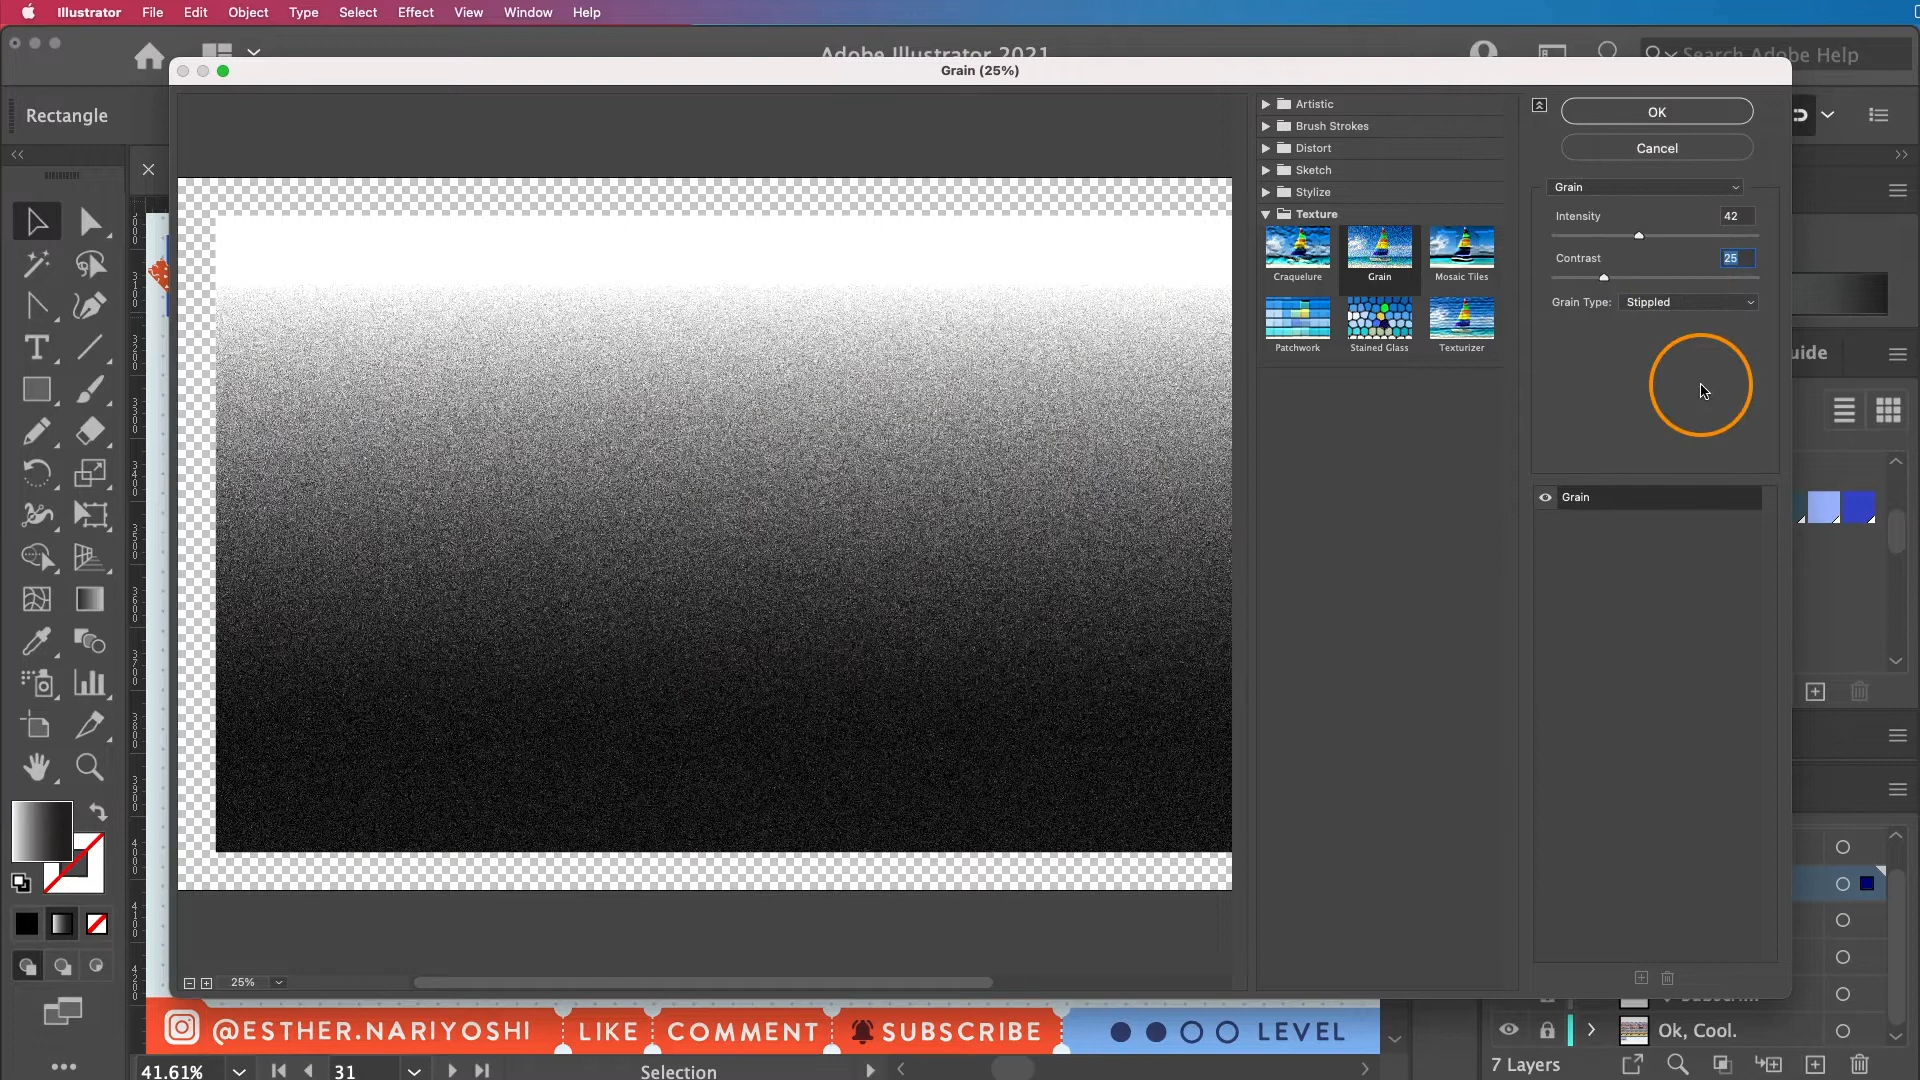 Illustrator File Edit Object Type Select Effect View Window Help
Adobe Illustrator 2021
Search Adobe Help
Grain (25%)
Rectangle
Artistic
Brush Strokes
Distort
Sketch
Stylize
Texture
Craquelure Grain Mosaic Tiles
Patchwork Stained Glass Texturizer
OK
Cancel
Grain
Intensity 42
Contrast 25
Grain Type: Stippled
uide
Grain
25%
@ESTHER.NARIYOSHI LIKE COMMENT SUBSCRIBE LEVEL
Ok, Cool.
41.61% 31 Selection
7 Layers